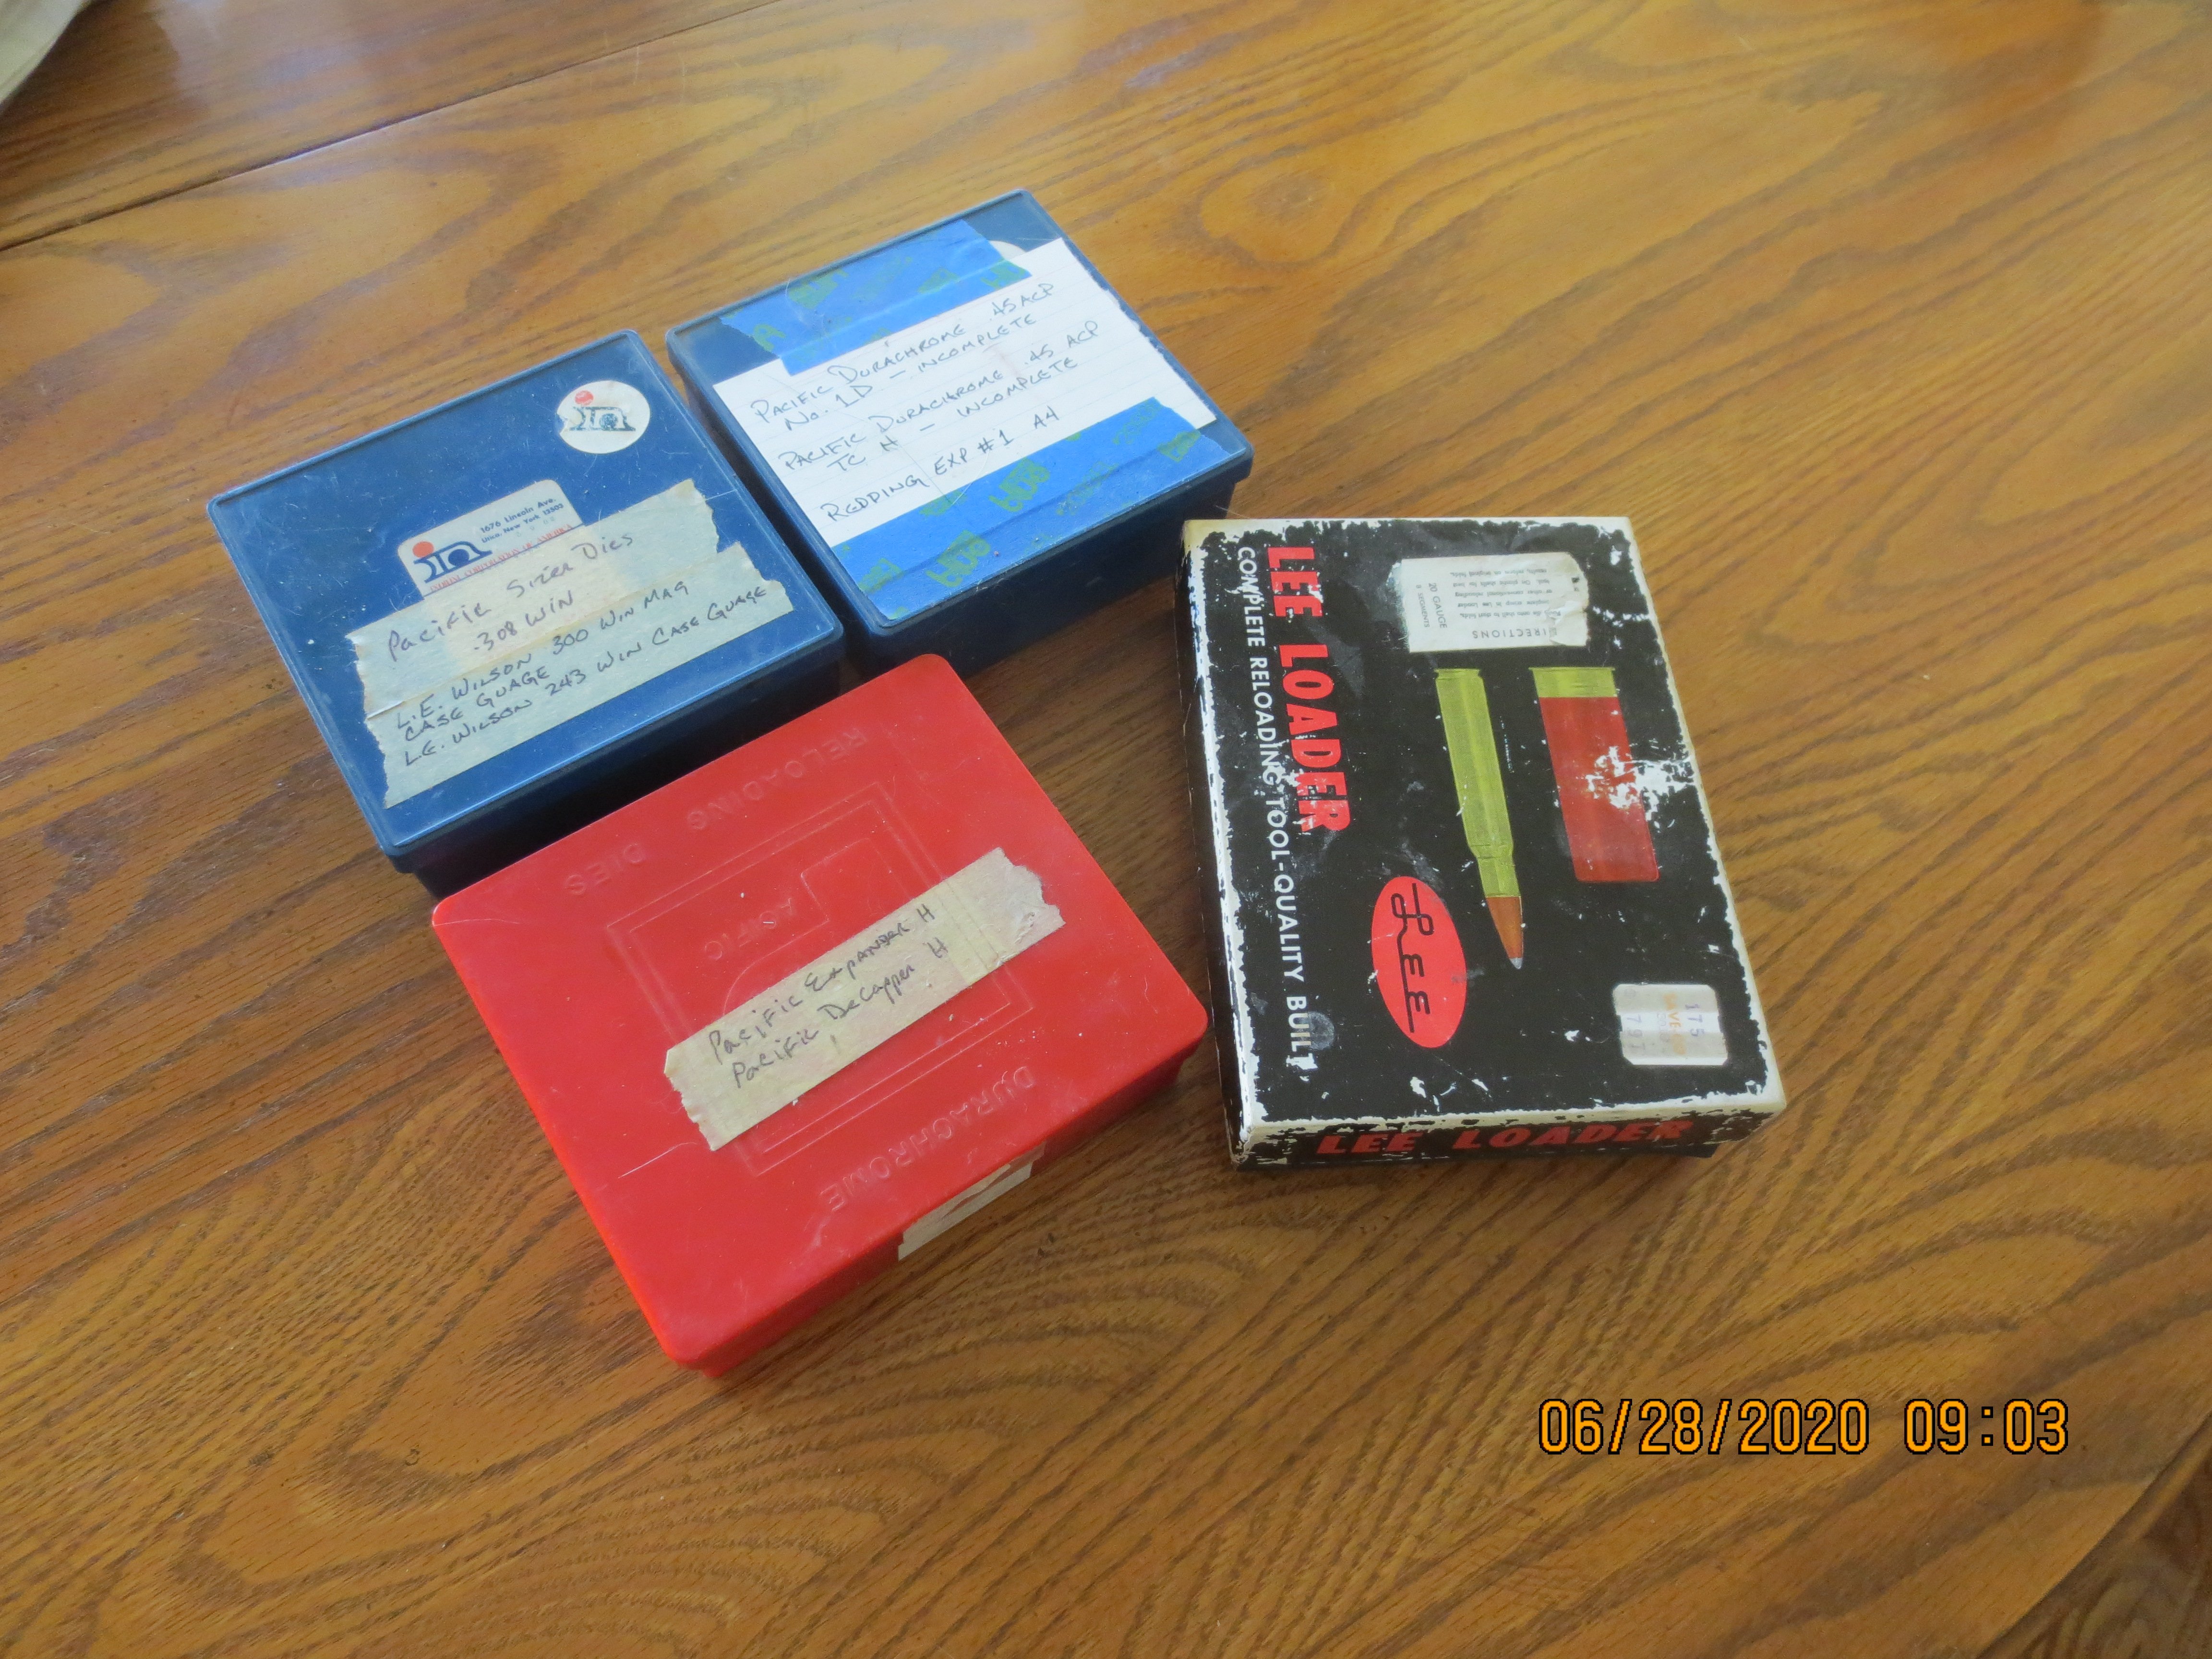 PACIFIC DURACHROME .45 ACP
No. 1D - INCOMPLETE
PACIFIC DURACHROME .45 ACP
TC H - INCOMPLETE
REDDING EXP #1 A4
1676 Lincoln Ave.
Utica, New York 13502
PACIFIC SIZER DIES
.308 WIN
L.E. WILSON 300 WIN MAG
CASE GUAGE
L.E. WILSON 243 WIN CASE GUAGE
RELOADING DIES
PACIFIC
Pacific Expander H
Pacific DeCapper H
DURACHROME
LEE LOADER
COMPLETE RELOADING TOOL-QUALITY BUILT
DIRECTIONS
20 GAUGE
Lee
175
LEE LOADER
06/28/2020 09:03